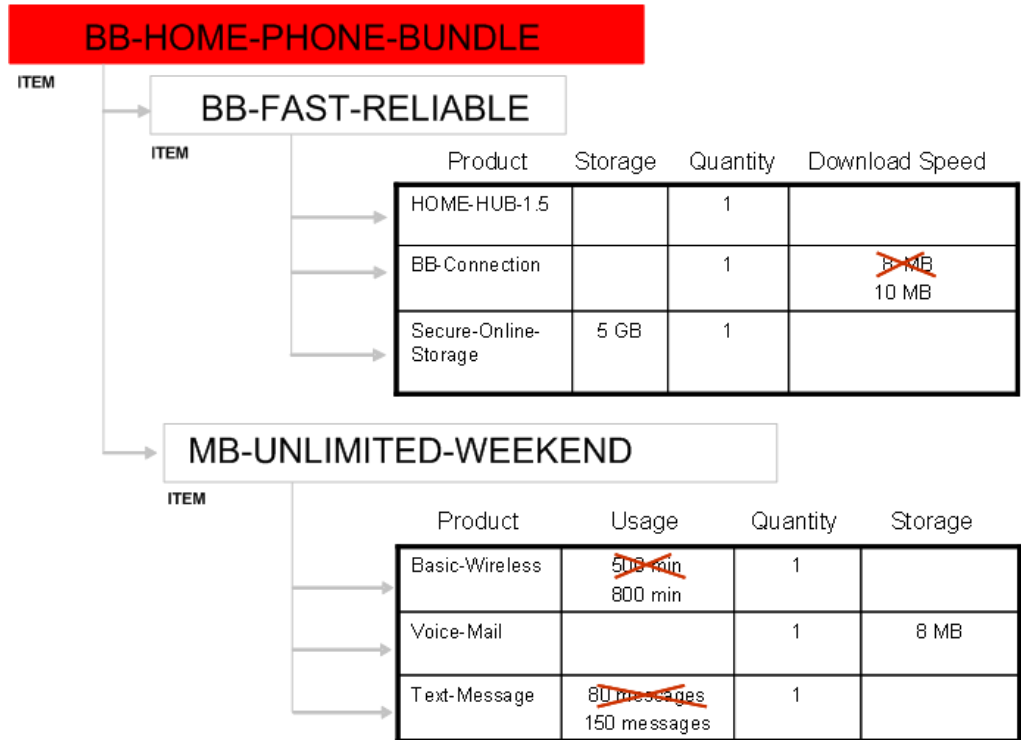 BB-HOME-PHONE-BUNDLE
ITEM
BB-FAST-RELIABLE
ITEM
Product Storage Quantity Download Speed
HOME-HUB-1.5 1
BB-Connection 1 8 MB
10 MB
Secure-Online- 5 GB 1
Storage
MB-UNLIMITED-WEEKEND
ITEM
Product Usage Quantity Storage
Basic-Wireless 500 min 1
800 min
Voice-Mail 1 8 MB
Text-Message 80 messages 1
150 messages